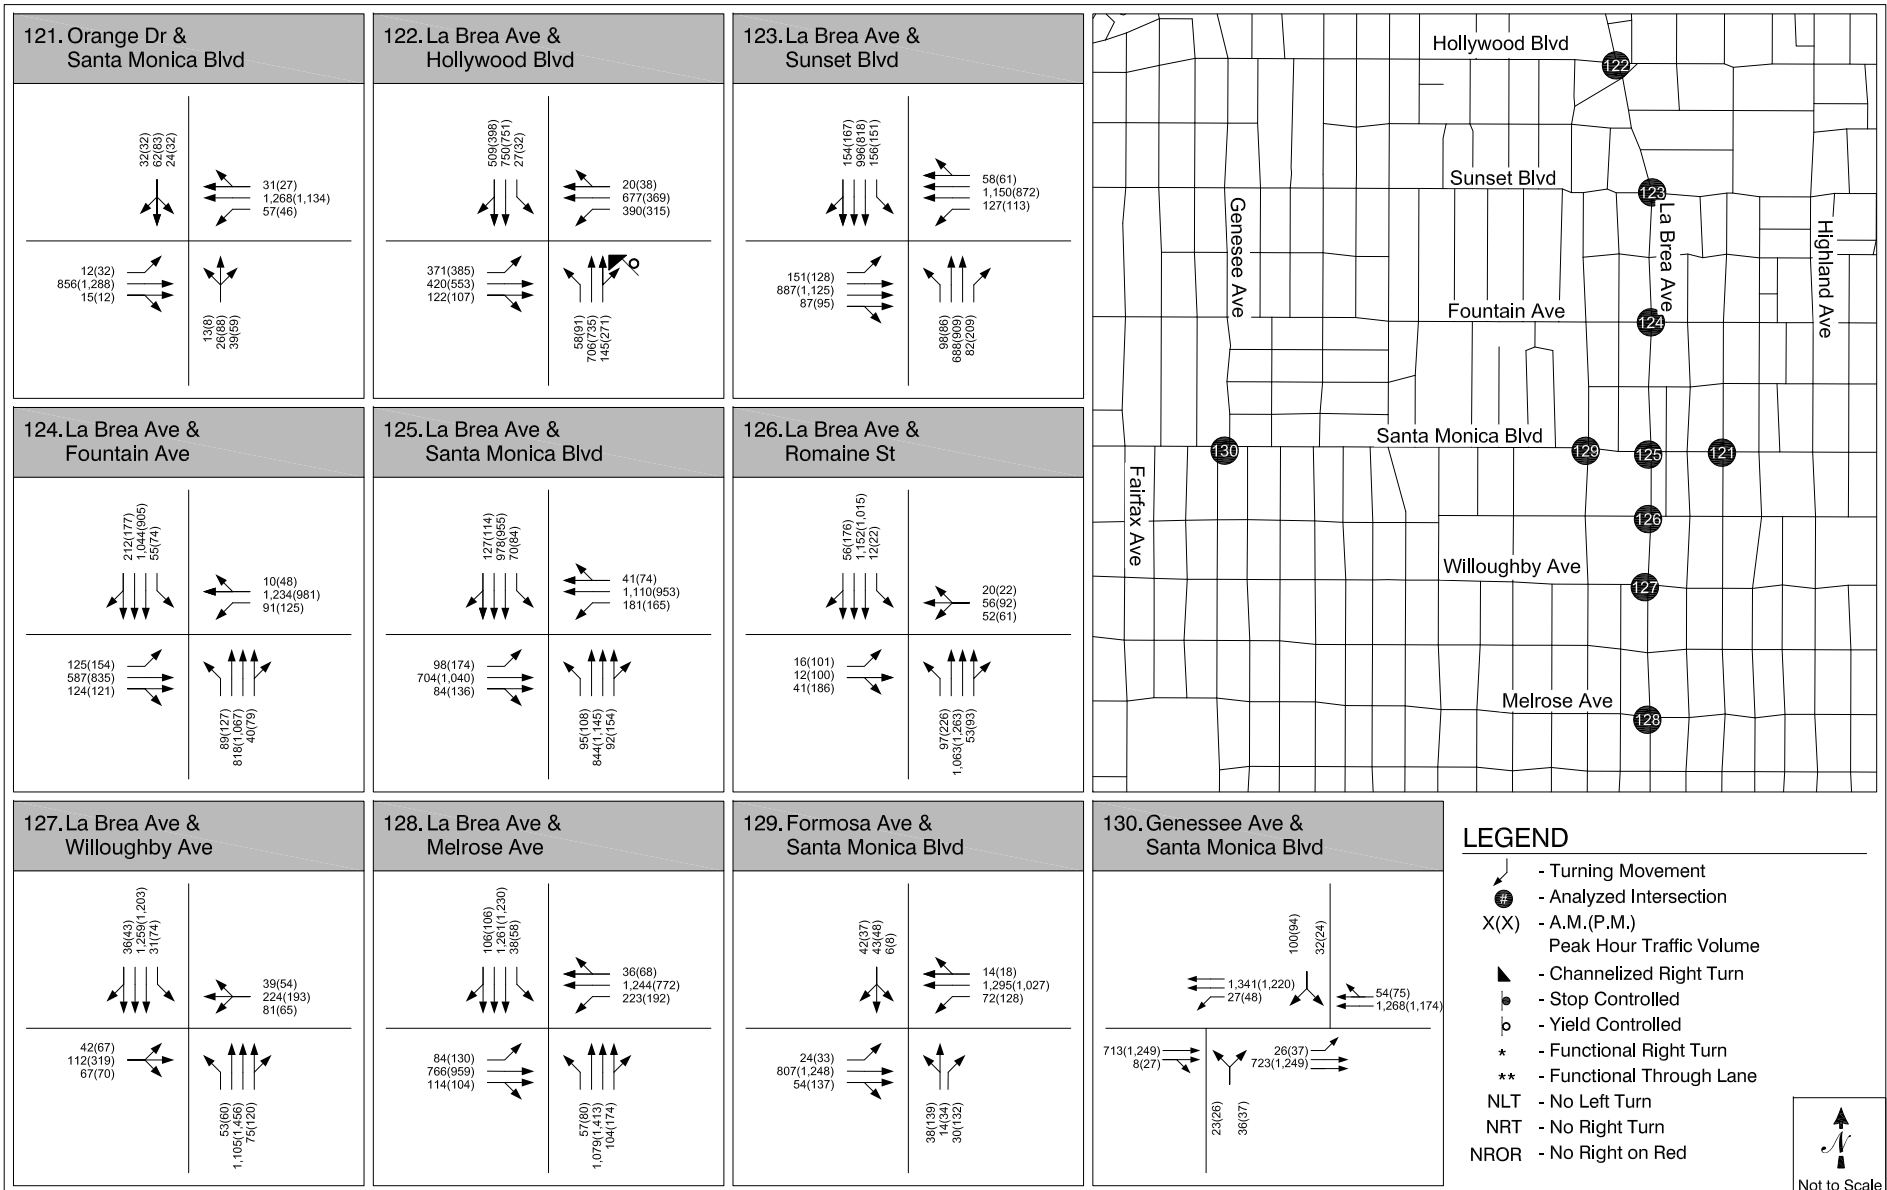 121. Orange Dr &
Santa Monica Blvd
32(32)
62(83)
24(32)
31(27)
1,268(1,134)
57(46)
12(32)
856(1,288)
15(12)
13(8)
26(88)
39(59)
122. La Brea Ave &
Hollywood Blvd
509(398)
750(751)
27(32)
20(38)
677(369)
390(315)
371(385)
420(553)
122(107)
58(91)
706(735)
145(271)
123. La Brea Ave &
Sunset Blvd
154(167)
996(818)
156(151)
58(61)
1,150(872)
127(113)
151(128)
887(1,125)
87(95)
98(86)
688(909)
82(209)
124. La Brea Ave &
Fountain Ave
212(177)
1,044(905)
55(74)
10(48)
1,234(981)
91(125)
125(154)
587(835)
124(121)
89(127)
818(1,067)
40(79)
125. La Brea Ave &
Santa Monica Blvd
127(114)
978(955)
70(84)
41(74)
1,110(953)
181(165)
98(174)
704(1,040)
84(136)
95(108)
844(1,145)
92(154)
126. La Brea Ave &
Romaine St
56(176)
1,152(1,015)
12(22)
20(22)
56(92)
52(61)
16(101)
12(100)
41(186)
97(226)
1,063(1,263)
53(93)
127. La Brea Ave &
Willoughby Ave
36(43)
1,259(1,203)
31(74)
39(54)
224(193)
81(65)
42(67)
112(319)
67(70)
53(60)
1,105(1,456)
75(120)
128. La Brea Ave &
Melrose Ave
106(106)
1,261(1,230)
38(58)
36(68)
1,244(772)
223(192)
84(130)
766(959)
114(104)
57(80)
1,079(1,413)
104(174)
129. Formosa Ave &
Santa Monica Blvd
42(37)
43(48)
6(8)
14(18)
1,295(1,027)
72(128)
24(33)
807(1,248)
54(137)
38(139)
14(34)
30(132)
130. Genessee Ave &
Santa Monica Blvd
100(94)
32(24)
1,341(1,220)
27(48)
54(75)
1,268(1,174)
713(1,249)
8(27)
26(37)
723(1,249)
23(26)
36(37)
Hollywood Blvd
122
Sunset Blvd
123
Genesee Ave
La Brea Ave
Highland Ave
Fountain Ave
124
Santa Monica Blvd
130
129
125
121
Fairfax Ave
126
Willoughby Ave
127
Melrose Ave
128
LEGEND
- Turning Movement
# - Analyzed Intersection
X(X) - A.M.(P.M.)
Peak Hour Traffic Volume
- Channelized Right Turn
- Stop Controlled
- Yield Controlled
* - Functional Right Turn
** - Functional Through Lane
NLT - No Left Turn
NRT - No Right Turn
NROR - No Right on Red
N
Not to Scale